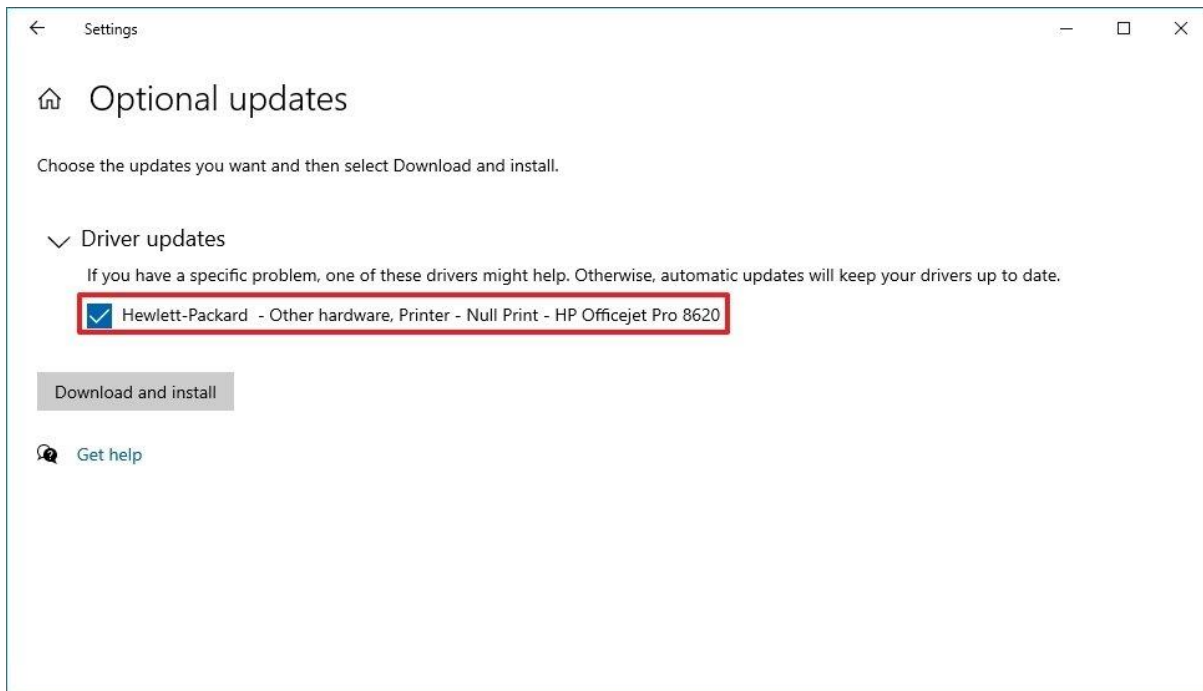 Settings
Optional updates
Choose the updates you want and then select Download and install.
Driver updates
If you have a specific problem, one of these drivers might help. Otherwise, automatic updates will keep your drivers up to date.
Hewlett-Packard  - Other hardware, Printer - Null Print - HP Officejet Pro 8620
Download and install
Get help